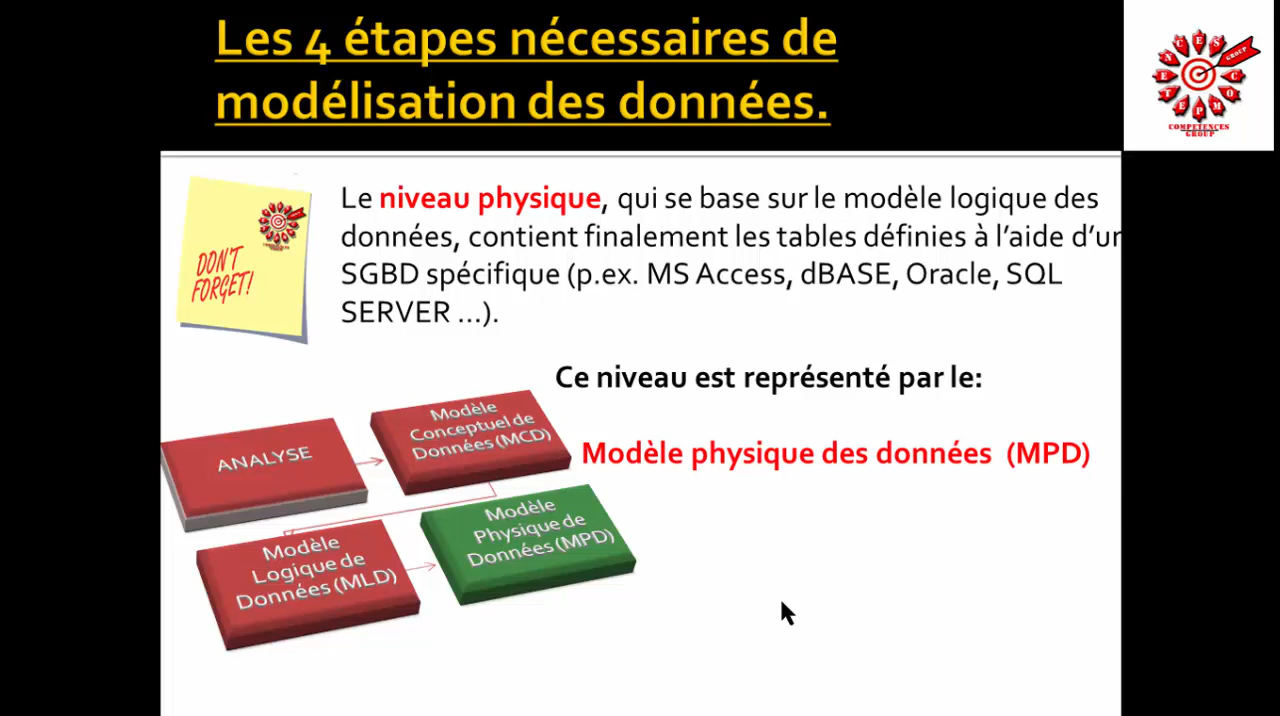 Les 4 étapes nécessaires de
modélisation des données.
GROUP
COMPETENCES
GROUP
DON'T
FORGET!
Le niveau physique, qui se base sur le modèle logique des
données, contient finalement les tables définies à l'aide d'un
SGBD spécifique (p.ex. MS Access, dBASE, Oracle, SQL
SERVER ...).
Ce niveau est représenté par le:
Modèle physique des données (MPD)
ANALYSE
Modèle
Conceptuel de
Données (MCD)
Modèle
Logique de
Données (MLD)
Modèle
Physique de
Données (MPD)